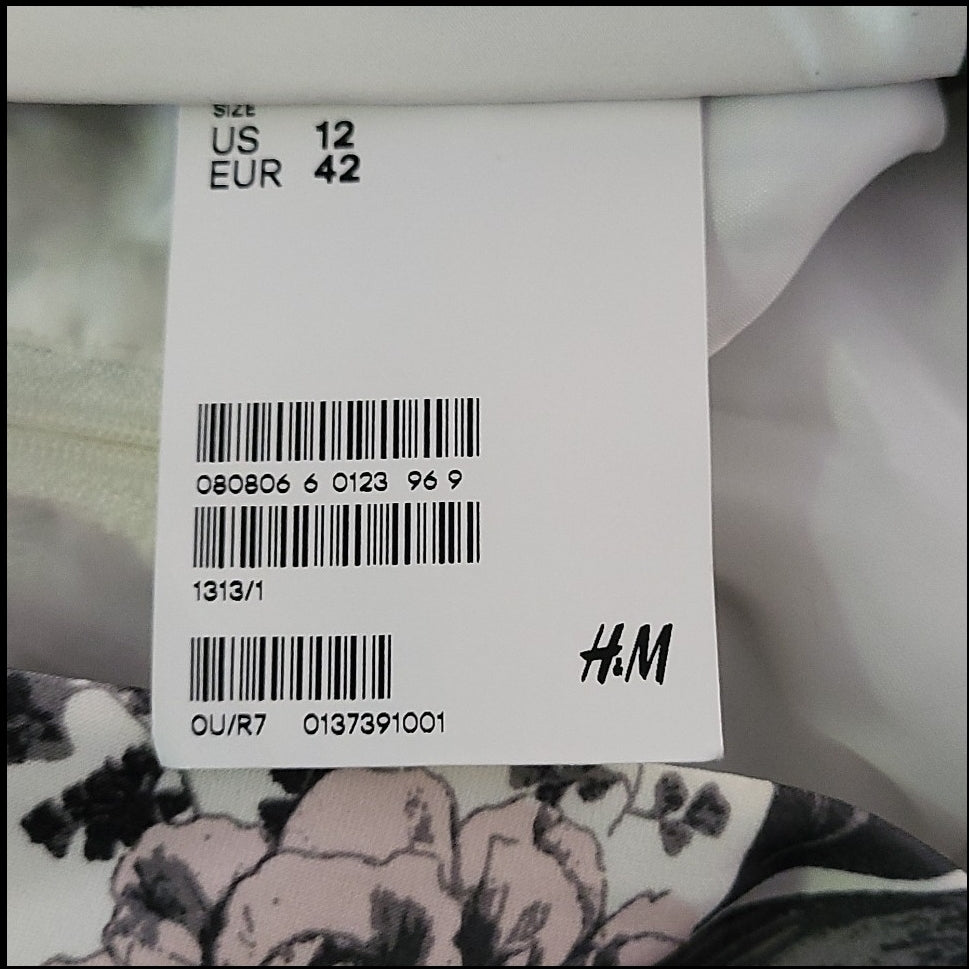 SIZE
US 12
EUR 42
080806 6 0123 96 9
1313/1
H&M
OU/R7 0137391001